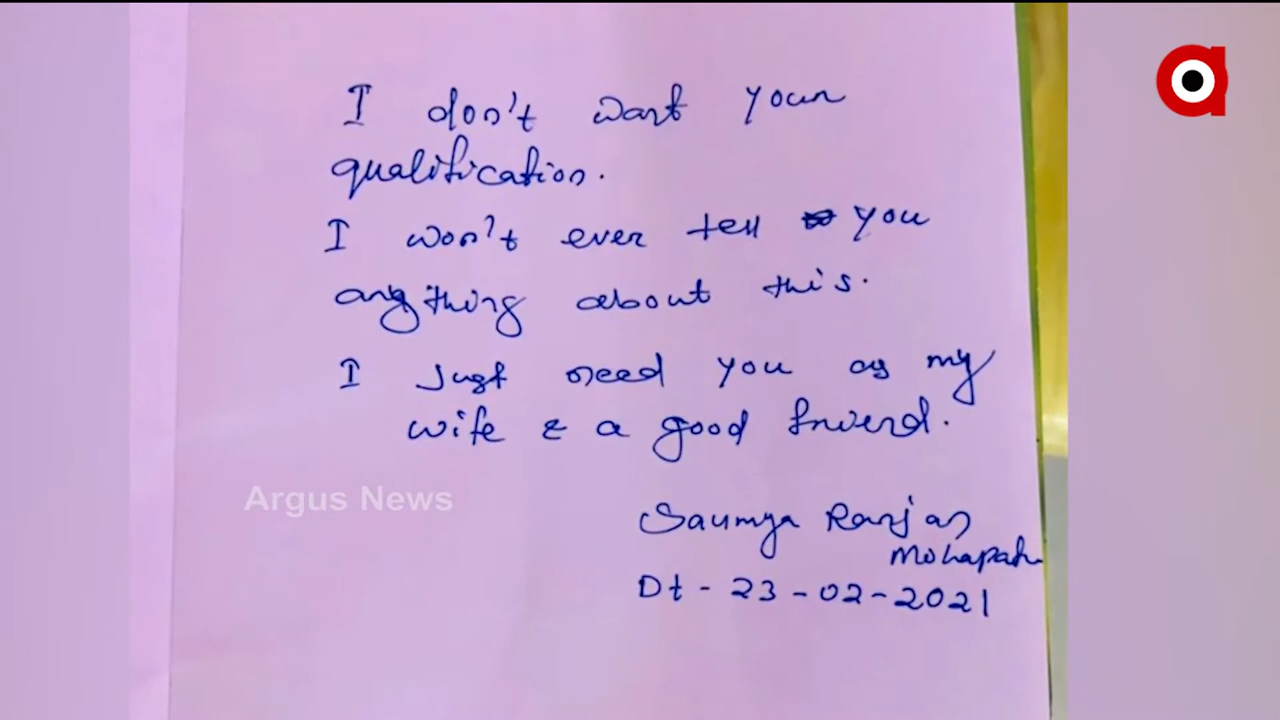 I don't want your
qualification.
I won't ever tell you
anything about this.
I Just need you as my
wife & a good friend.
Argus News
Saumya Ranjan
Mohapatra
Dt - 23 - 02 - 2021